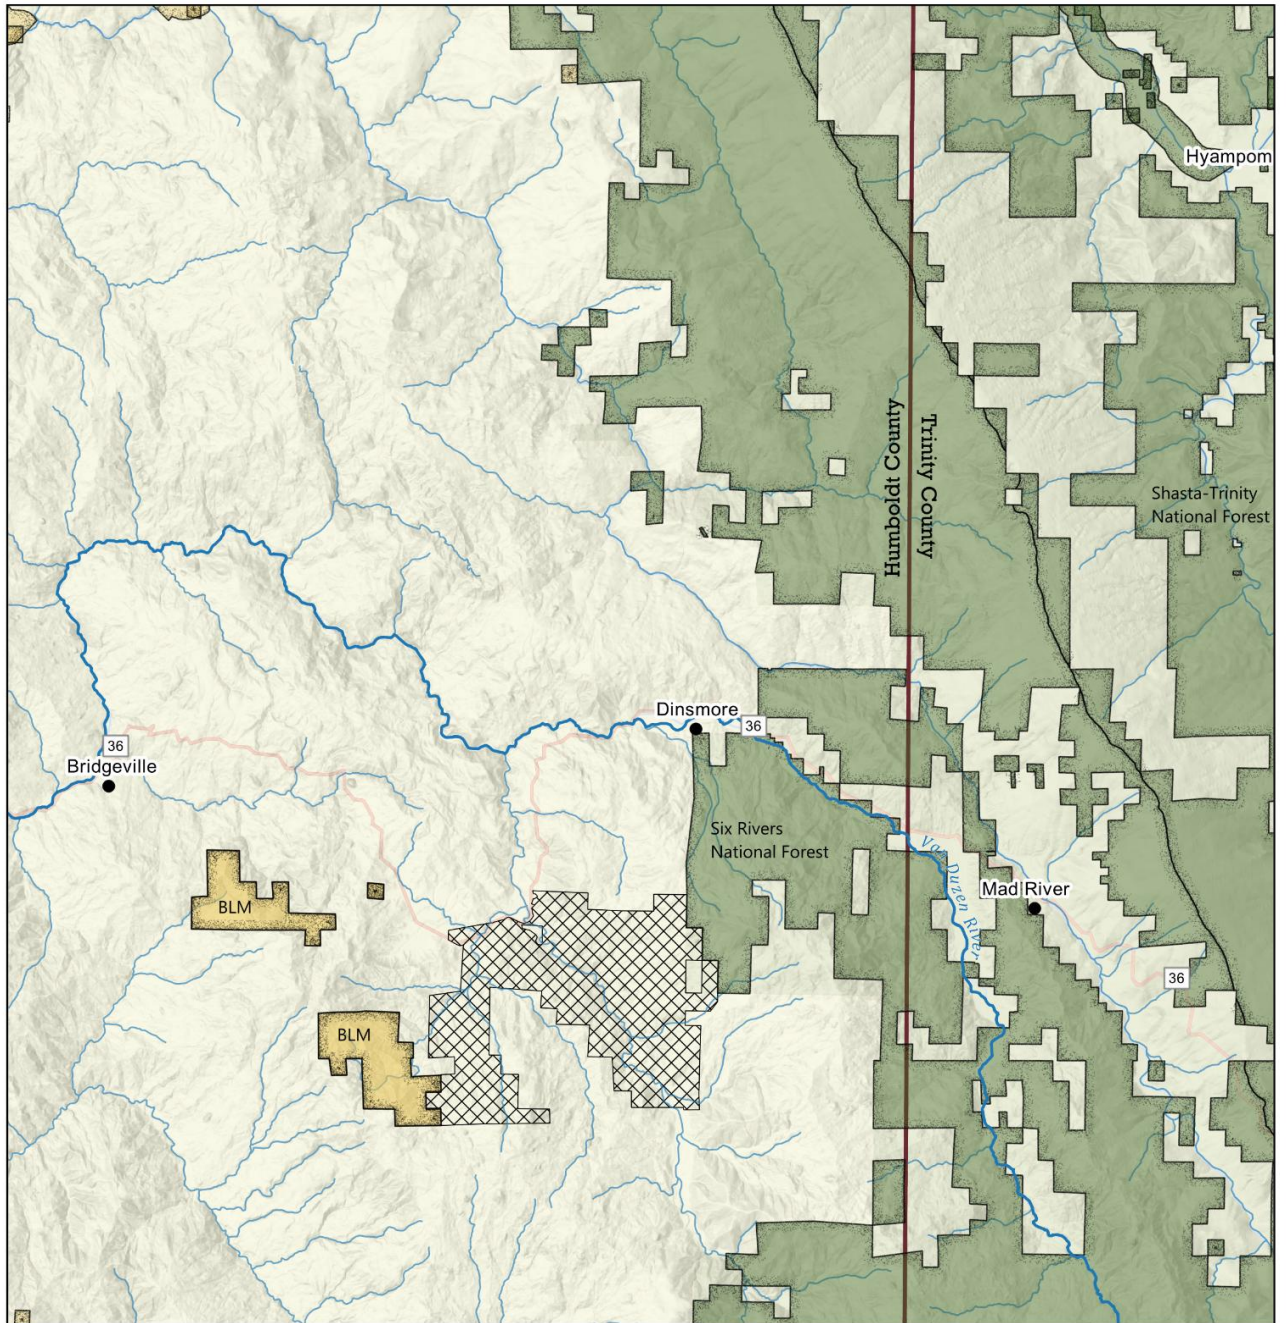 Hyampom
Humboldt County
Trinity County
Shasta-Trinity
National Forest
Dinsmore
36
36
Bridgeville
Six Rivers
National Forest
Van Duzen River
Mad River
BLM
36
BLM